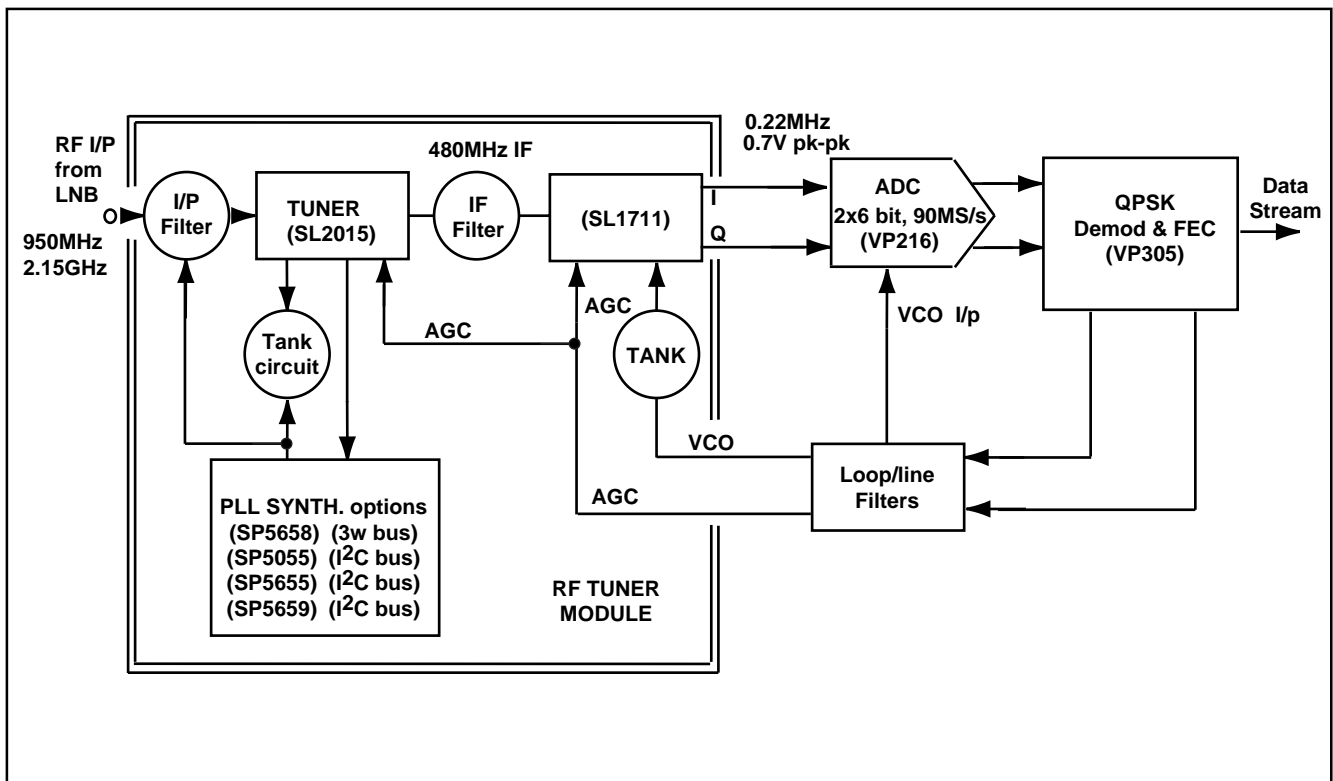 RF I/P
from
LNB
950MHz
2.15GHz
I/P
Filter
TUNER
(SL2015)
480MHz IF
IF
Filter
(SL1711)
I
Q
0.22MHz
0.7V pk-pk
ADC
2x6 bit, 90MS/s
(VP216)
QPSK
Demod & FEC
(VP305)
Data
Stream
Tank
circuit
AGC
AGC
TANK
VCO I/p
VCO
AGC
Loop/line
Filters
PLL SYNTH. options
(SP5658) (3w bus)
(SP5055) (I²C bus)
(SP5655) (I²C bus)
(SP5659) (I²C bus)
RF TUNER
MODULE